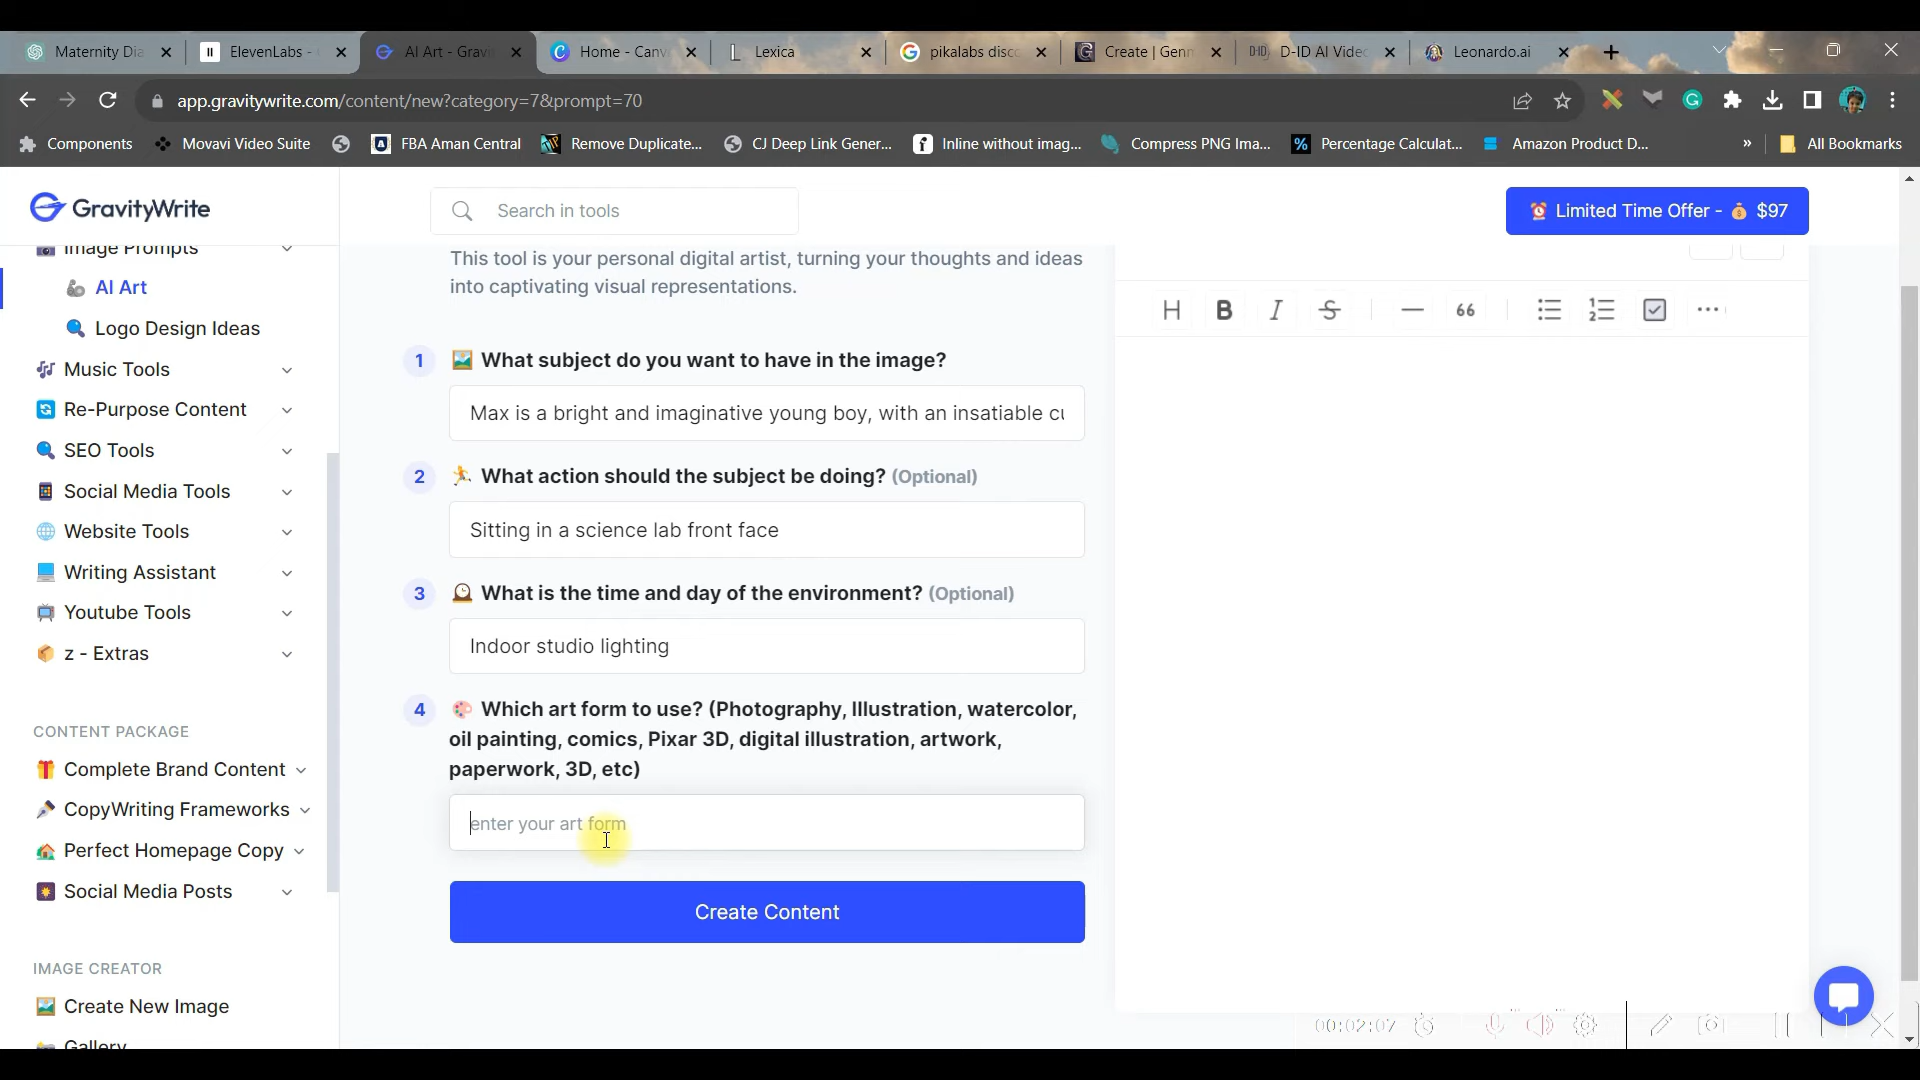 Maternity Dia
ElevenLabs -
AI Art - Grav
Home - Canv
Lexica
pikalabs disc
Create | Genm
D-ID AI Vide
Leonardo.ai
app.gravitywrite.com/content/new?category=7&prompt=70
Components
Movavi Video Suite
FBA Aman Central
Remove Duplicate...
CJ Deep Link Gener...
Inline without imag...
Compress PNG Ima...
Percentage Calculat...
Amazon Product D...
»
All Bookmarks
GravityWrite
Search in tools
Limited Time Offer - $97
Image Prompts
AI Art
Logo Design Ideas
Music Tools
Re-Purpose Content
SEO Tools
Social Media Tools
Website Tools
Writing Assistant
Youtube Tools
z - Extras
CONTENT PACKAGE
Complete Brand Content
CopyWriting Frameworks
Perfect Homepage Copy
Social Media Posts
IMAGE CREATOR
Create New Image
Gallery
This tool is your personal digital artist, turning your thoughts and ideas
into captivating visual representations.
1 What subject do you want to have in the image?
Max is a bright and imaginative young boy, with an insatiable cu
2 What action should the subject be doing? (Optional)
Sitting in a science lab front face
3 What is the time and day of the environment? (Optional)
Indoor studio lighting
4 Which art form to use? (Photography, Illustration, watercolor,
oil painting, comics, Pixar 3D, digital illustration, artwork,
paperwork, 3D, etc)
enter your art form
Create Content
H B I S — 66
00:02:07